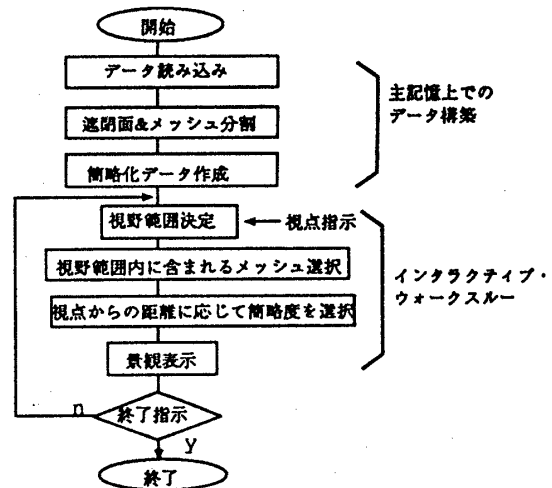 開始
データ読み込み
遮閉面&メッシュ分割
簡略化データ作成
主記憶上での
データ構築
視野範囲決定
視点指示
視野範囲内に含まれるメッシュ選択
視点からの距離に応じて簡略度を選択
景観表示
インタラクティブ・
ウォークスルー
終了指示
n
y
終了